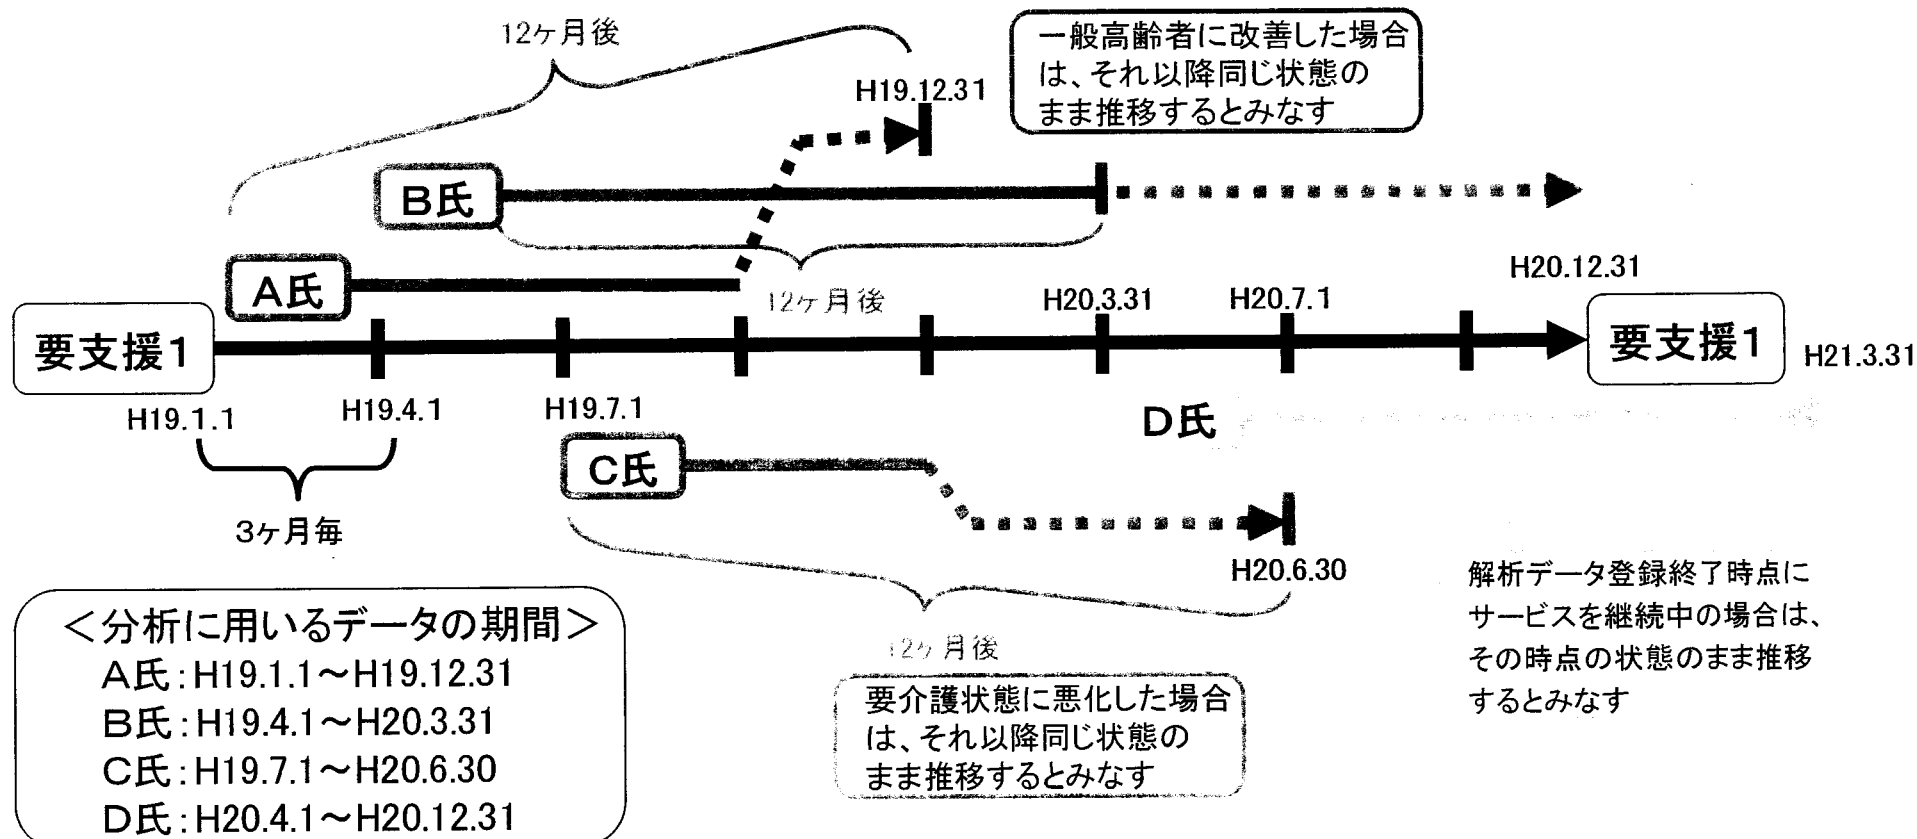 12ヶ月後
一般高齢者に改善した場合
は、それ以降同じ状態の
まま推移するとみなす
H19.12.31
B氏
A氏
12ヶ月後
H20.3.31
H20.7.1
H20.12.31
要支援1
要支援1
H21.3.31
H19.1.1
H19.4.1
H19.7.1
D氏
C氏
3ヶ月毎
H20.6.30
12ヶ月後
解析データ登録終了時点に
サービスを継続中の場合は、
その時点の状態のまま推移
するとみなす
要介護状態に悪化した場合
は、それ以降同じ状態の
まま推移するとみなす
＜分析に用いるデータの期間＞
A氏:H19.1.1～H19.12.31
B氏:H19.4.1～H20.3.31
C氏:H19.7.1～H20.6.30
D氏:H20.4.1～H20.12.31